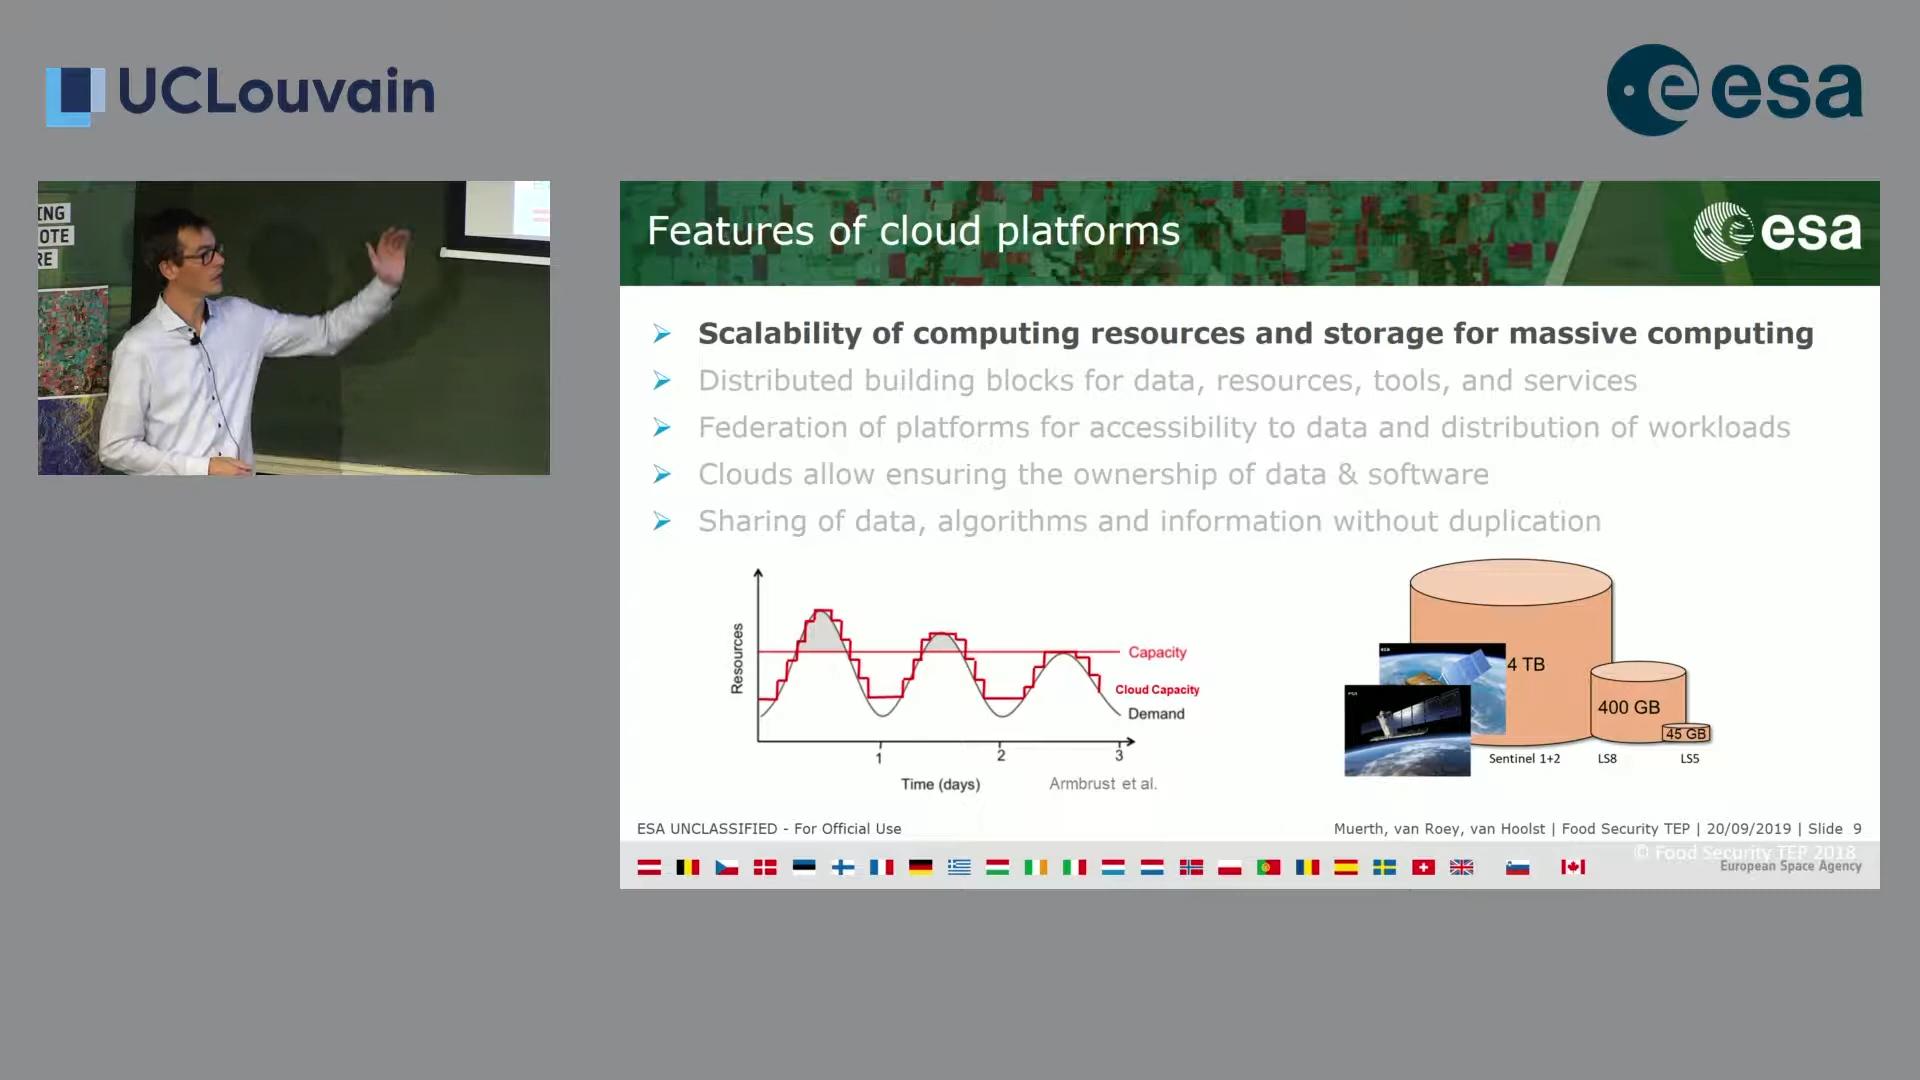 UCLouvain
esa
ING
OTE
RE
Features of cloud platforms
esa
Scalability of computing resources and storage for massive computing
Distributed building blocks for data, resources, tools, and services
Federation of platforms for accessibility to data and distribution of workloads
Clouds allow ensuring the ownership of data & software
Sharing of data, algorithms and information without duplication
Resources
Capacity
Cloud Capacity
Demand
1 2 3
Time (days)
Armbrust et al.
4 TB
400 GB
45 GB
Sentinel 1+2
LS8
LS5
ESA UNCLASSIFIED - For Official Use
Muerth, van Roey, van Hoolst | Food Security TEP | 20/09/2019 | Slide 9
© Food Security TEP 2018
European Space Agency